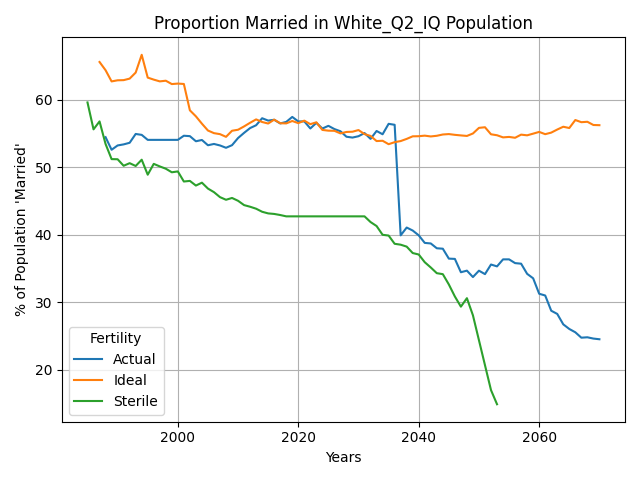 Proportion Married in White_Q2_IQ Population
% of Population 'Married'
60
50
40
30
20
Fertility
Actual
Ideal
Sterile
2000 2020 2040 2060
Years